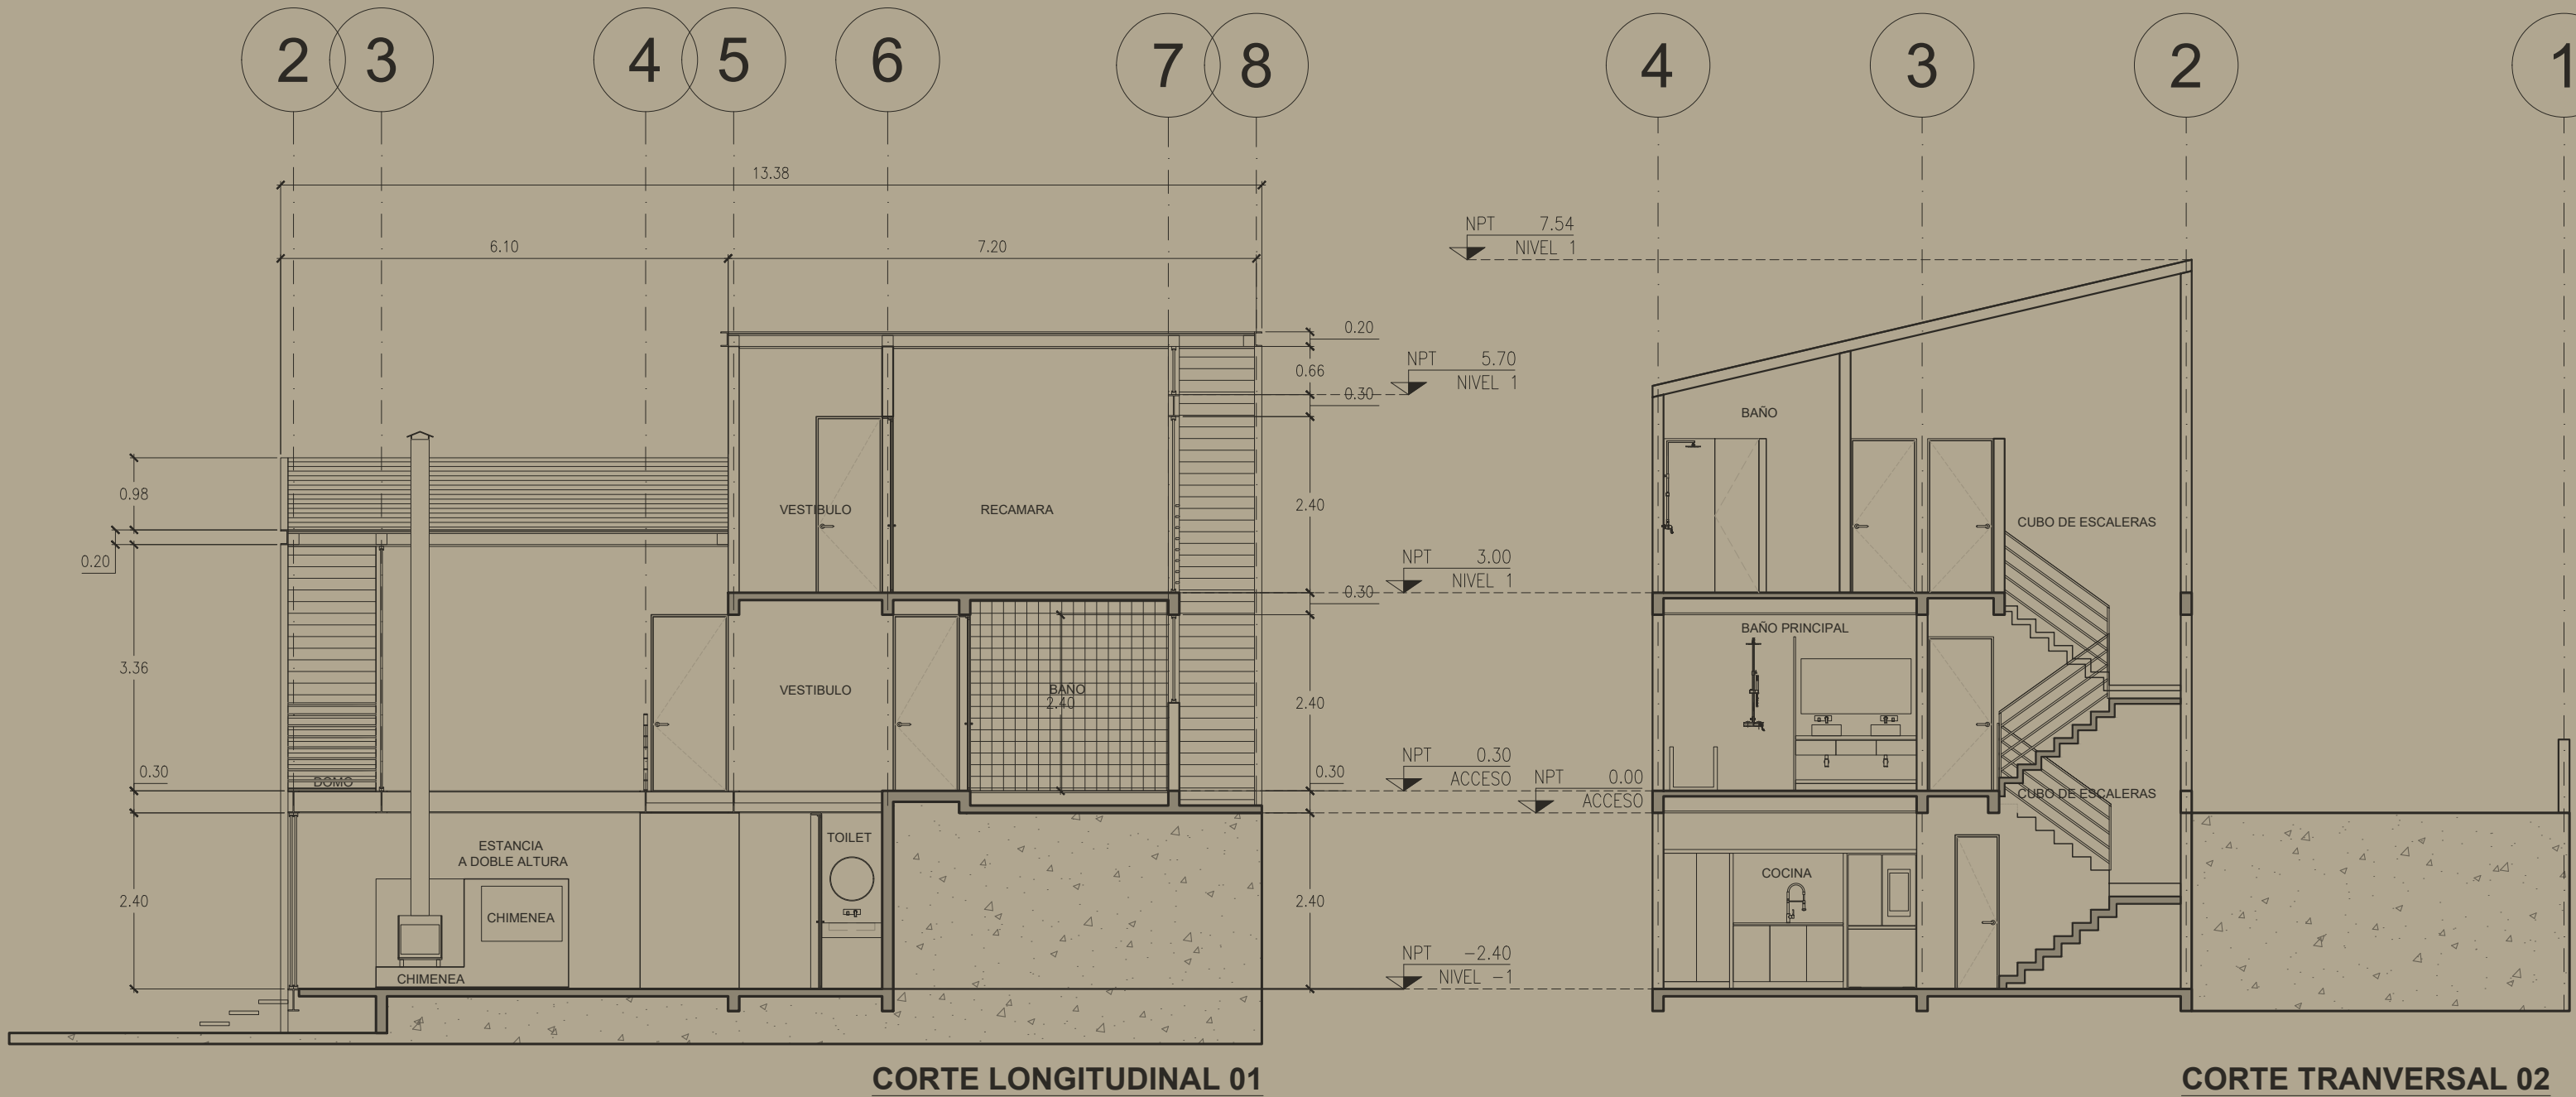 2 3 4 5 6 7 8
13.38
6.10 7.20
0.98
0.20
3.36
0.30
2.40
0.20
0.66
0.30
2.40
0.30
2.40
0.30
2.40
VESTIBULO
RECAMARA
VESTIBULO
BAÑO
2.40
DOMO
ESTANCIA
A DOBLE ALTURA
TOILET
CHIMENEA
CHIMENEA
CORTE LONGITUDINAL 01
NPT 7.54
NIVEL 1
NPT 5.70
NIVEL 1
NPT 3.00
NIVEL 1
NPT 0.30
ACCESO
NPT 0.00
ACCESO
NPT -2.40
NIVEL -1
4 3 2 1
BAÑO
CUBO DE ESCALERAS
BAÑO PRINCIPAL
CUBO DE ESCALERAS
COCINA
CORTE TRANVERSAL 02